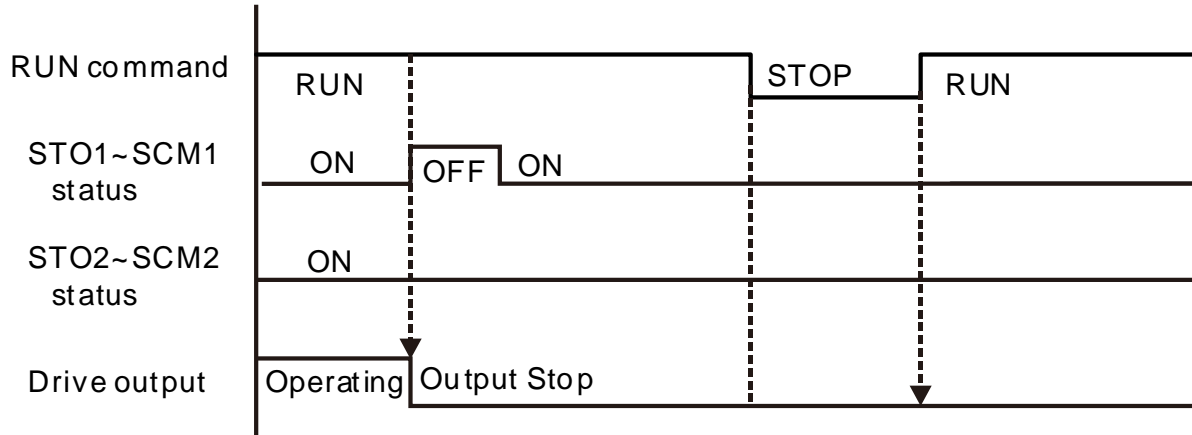 RUN command
RUN
STOP
RUN
STO1~SCM1
status
ON
OFF
ON
STO2~SCM2
status
ON
Drive output
Operating
Output Stop